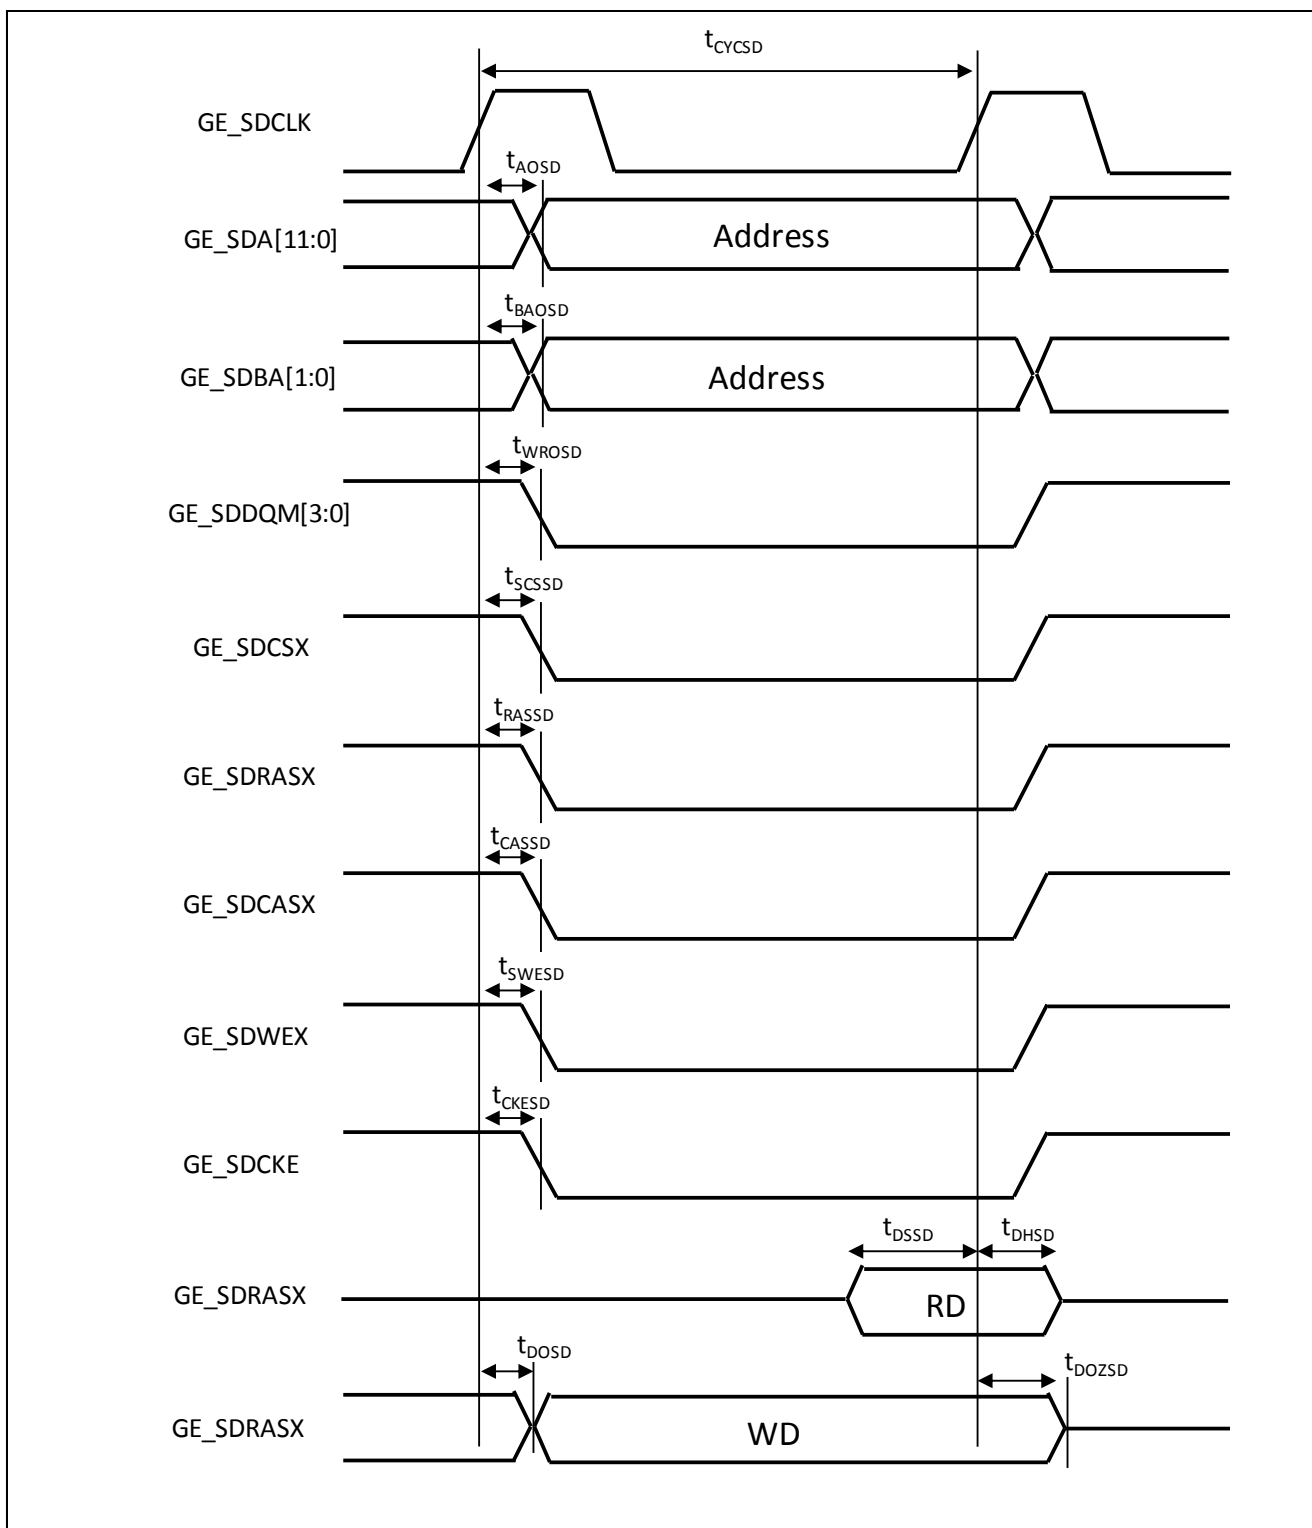 tCYCSD
GE_SDCLK
tAOSD
GE_SDA[11:0]
Address
tBAOSD
GE_SDBA[1:0]
Address
tWROSD
GE_SDDQM[3:0]
tSCSSD
GE_SDCSX
tRASSD
GE_SDRASX
tCASSD
GE_SDCASX
tSWESD
GE_SDWEX
tCKESD
GE_SDCKE
tDSSD tDHSD
GE_SDRASX
RD
tDOSD
tDOZSD
GE_SDRASX
WD